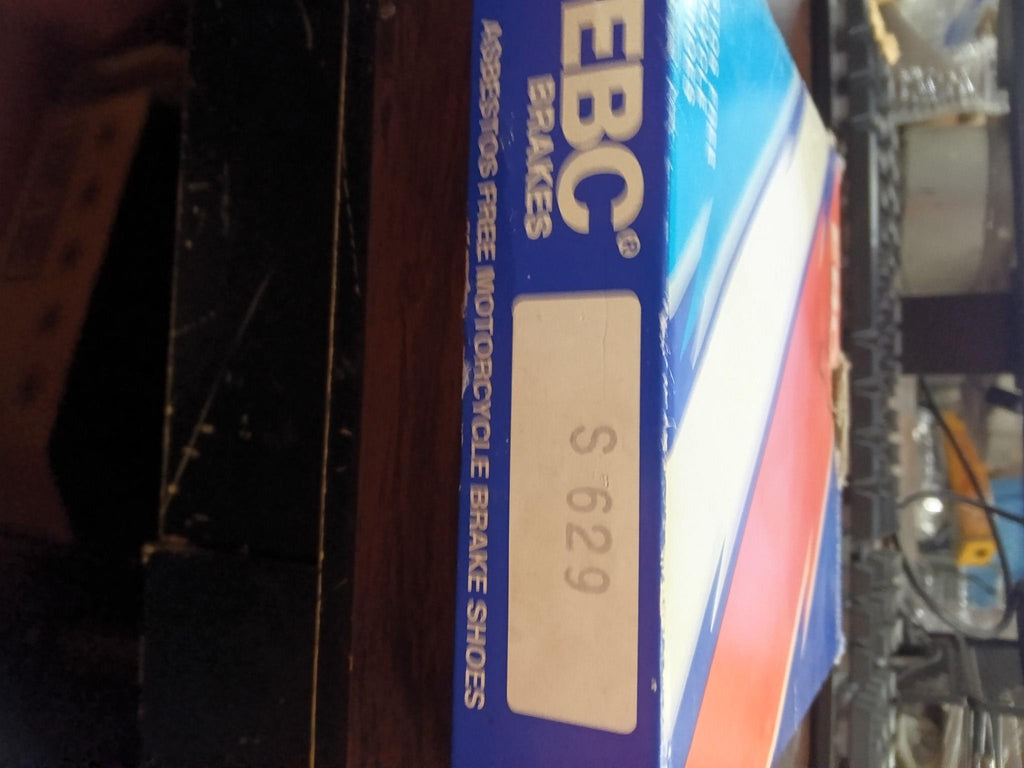 EBC®
BRAKES
S 629
ASBESTOS FREE MOTORCYCLE BRAKE SHOES